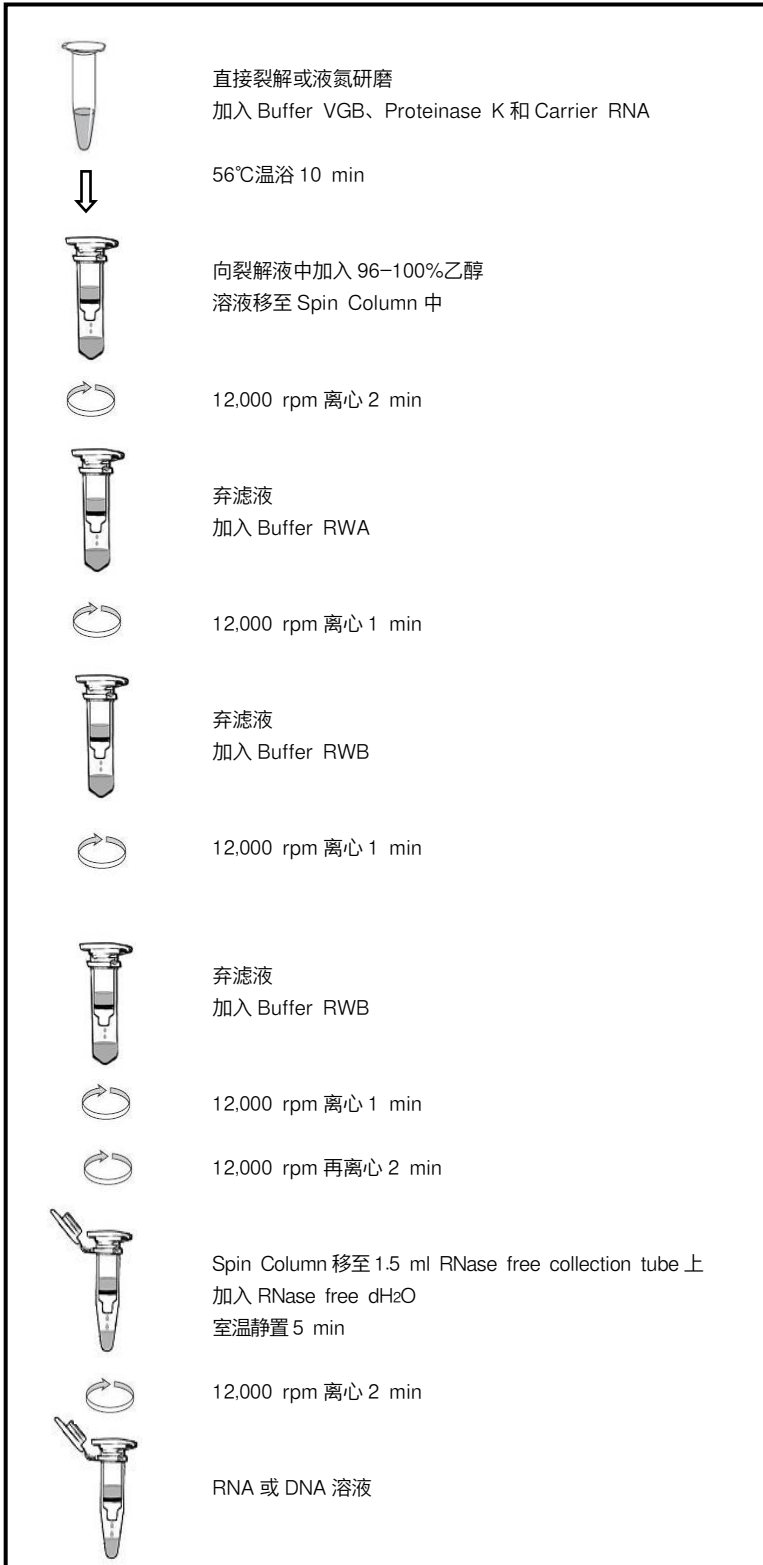 直接裂解或液氮研磨
加入 Buffer VGB、Proteinase K 和 Carrier RNA
56℃温浴 10 min
向裂解液中加入 96-100%乙醇
溶液移至 Spin Column 中
12,000 rpm 离心 2 min
弃滤液
加入 Buffer RWA
12,000 rpm 离心 1 min
弃滤液
加入 Buffer RWB
12,000 rpm 离心 1 min
弃滤液
加入 Buffer RWB
12,000 rpm 离心 1 min
12,000 rpm 再离心 2 min
Spin Column 移至 1.5 ml RNase free collection tube 上
加入 RNase free dH2O
室温静置 5 min
12,000 rpm 离心 2 min
RNA 或 DNA 溶液